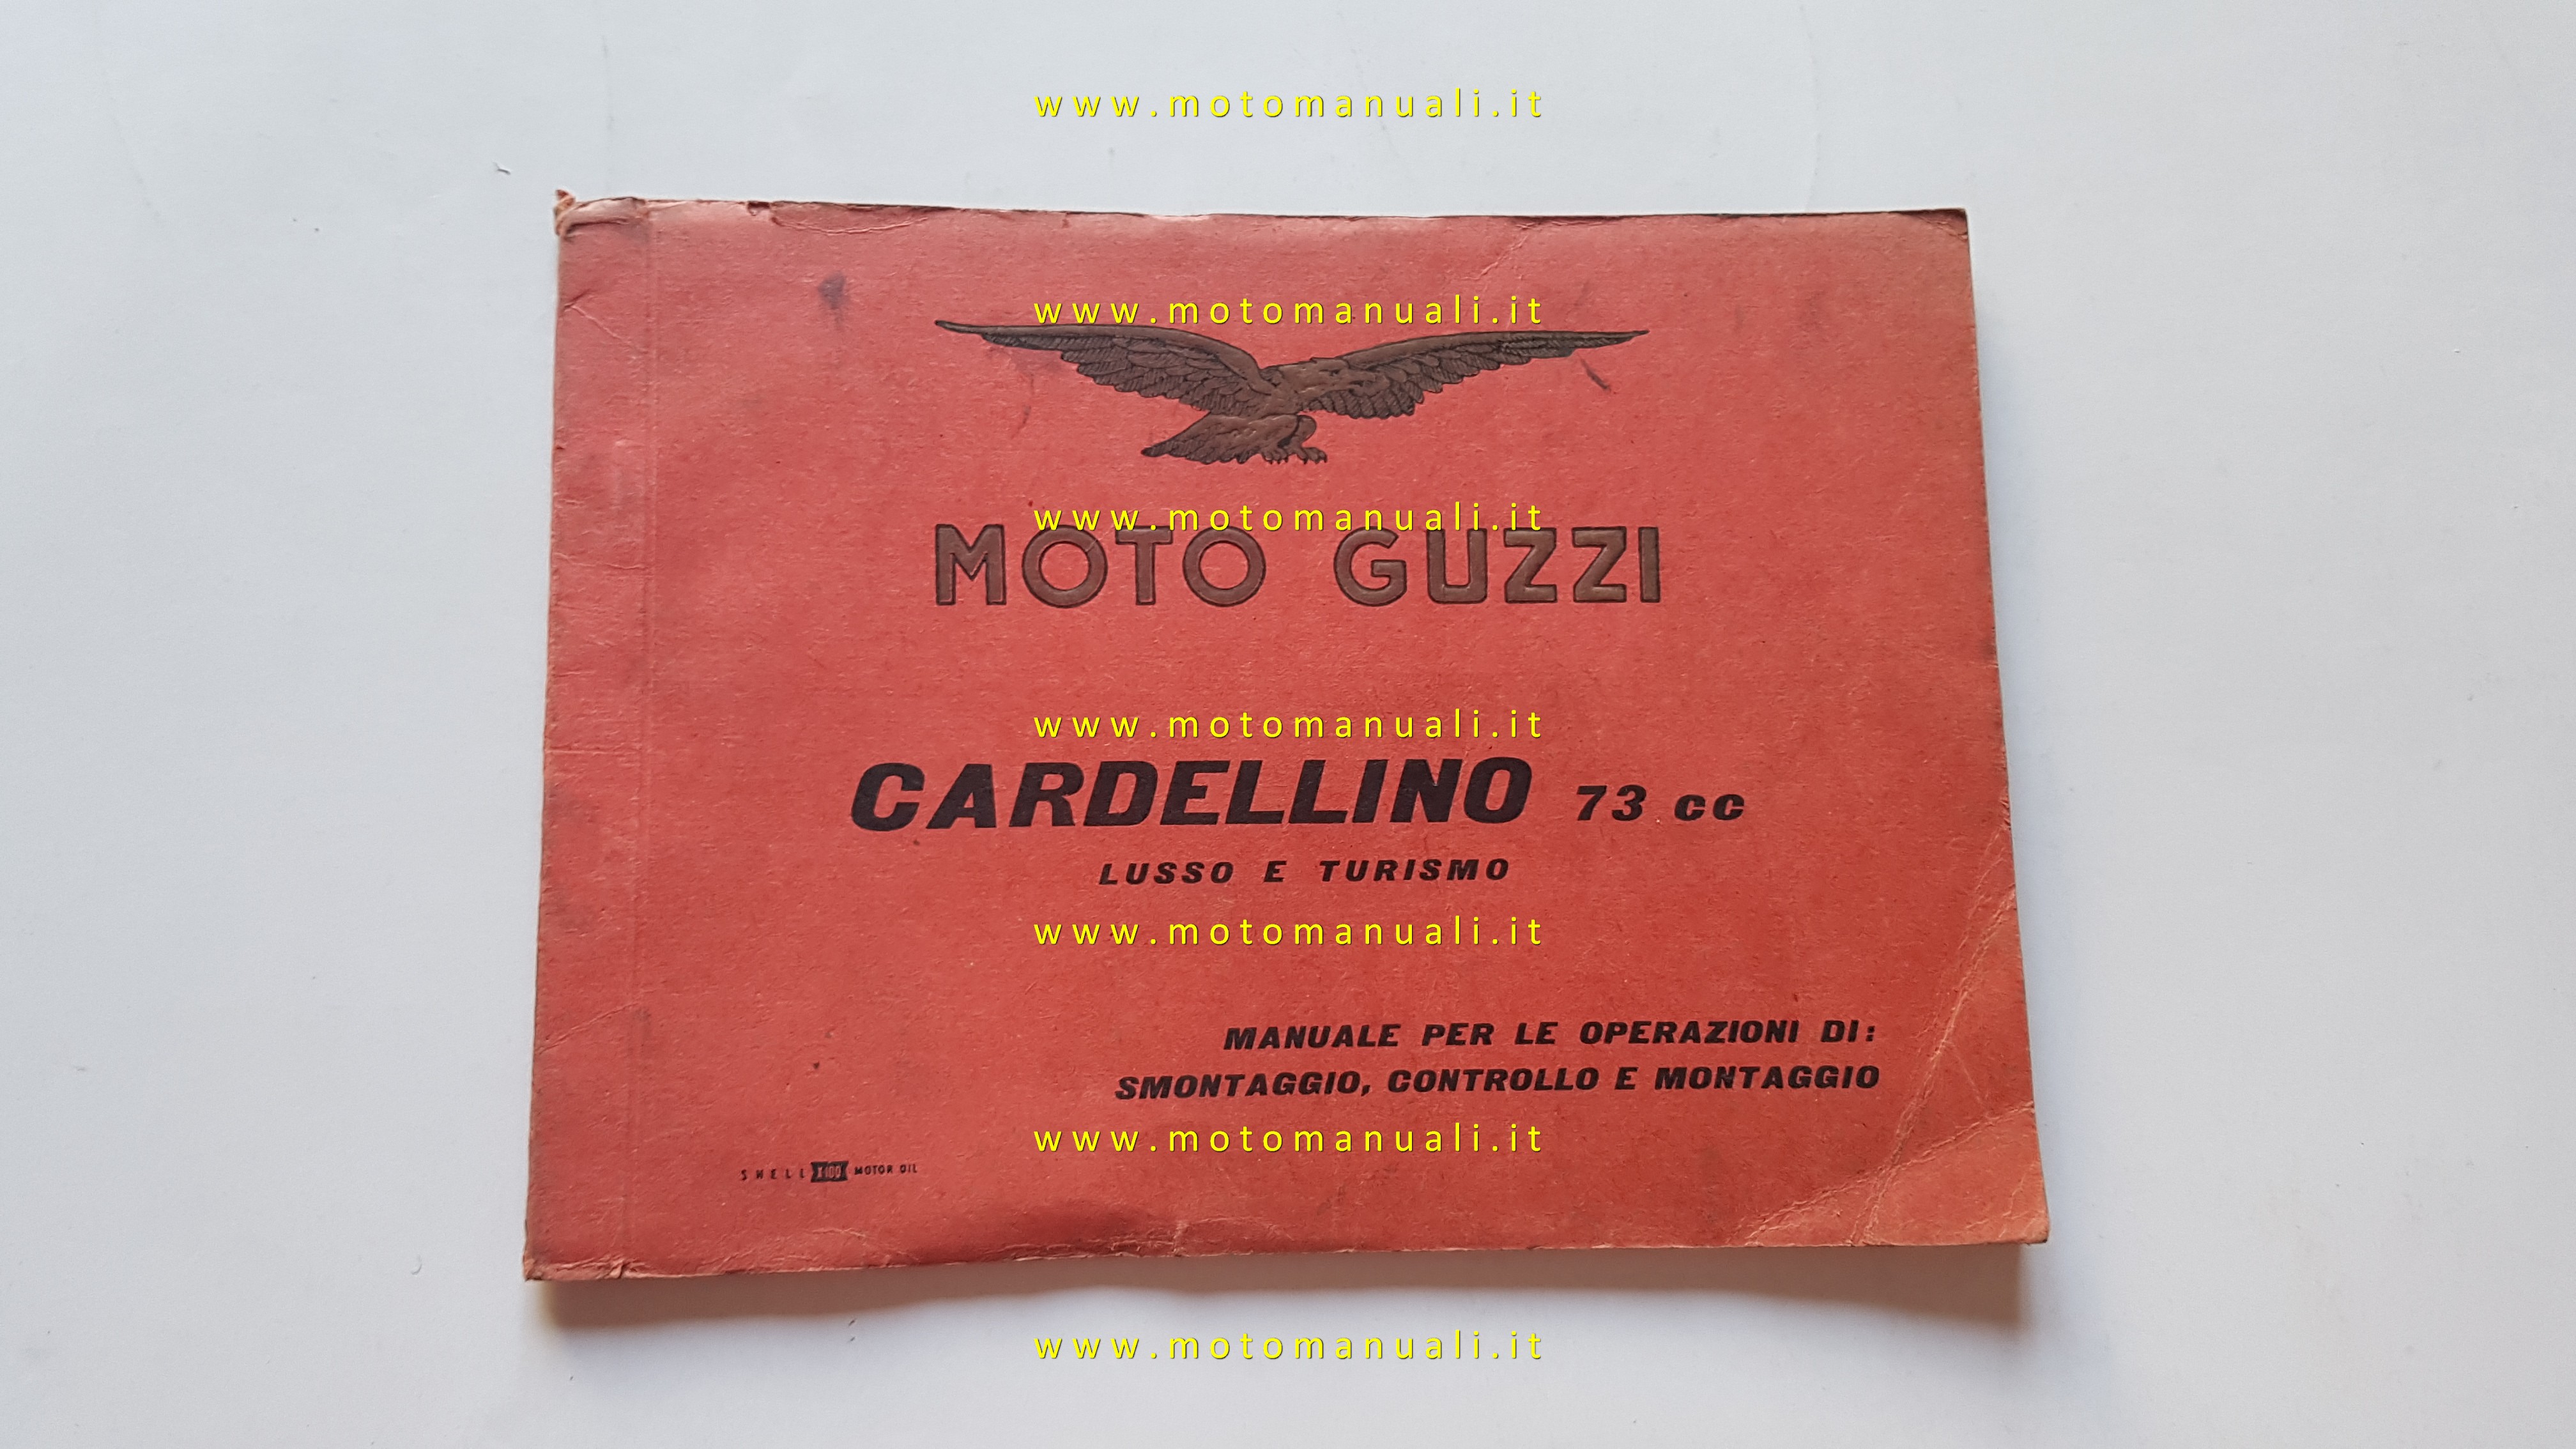 www.motomanuali.it
www.motomanuali.it
www.motomanuali.it
MOTO GUZZI
www.motomanuali.it
CARDELLINO 73 cc
LUSSO E TURISMO
www.motomanuali.it
MANUALE PER LE OPERAZIONI DI:
SMONTAGGIO, CONTROLLO E MONTAGGIO
www.motomanuali.it
SHELL X-100 MOTOR OIL
www.motomanuali.it